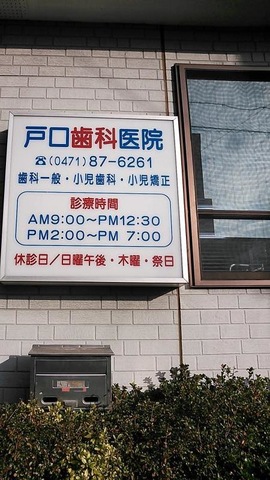 戸口歯科医院
☎(0471)87-6261
歯科一般・小児歯科・小児矯正
診療時間
AM9:00〜PM12:30
PM2:00〜PM 7:00
休診日/日曜午後・木曜・祭日